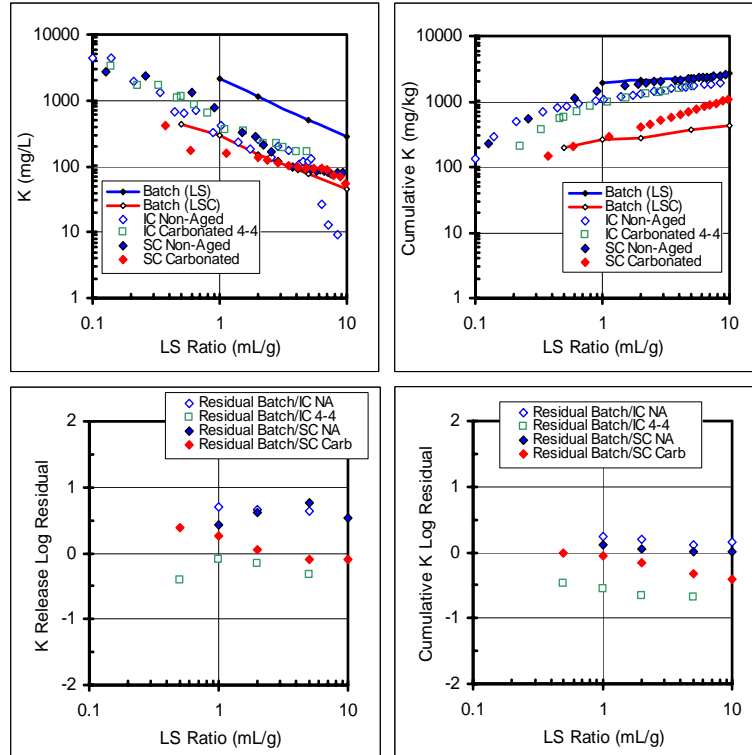 10000
1000
100
10
1
K (mg/L)
Batch (LS)
Batch (LSC)
IC Non-Aged
IC Carbonated 4-4
SC Non-Aged
SC Carbonated
0.1
1
10
LS Ratio (mL/g)
10000
1000
100
10
1
Cumulative K (mg/kg)
Batch (LS)
Batch (LSC)
IC Non-Aged
IC Carbonated 4-4
SC Non-Aged
SC Carbonated
0.1
1
10
LS Ratio (mL/g)
Residual Batch/IC NA
Residual Batch/IC 4-4
Residual Batch/SC NA
Residual Batch/SC Carb
2
1
0
-1
-2
K Release Log Residual
0.1
1
10
LS Ratio (mL/g)
Residual Batch/IC NA
Residual Batch/IC 4-4
Residual Batch/SC NA
Residual Batch/SC Carb
2
1
0
-1
-2
Cumulative K Log Residual
0.1
1
10
LS Ratio (mL/g)